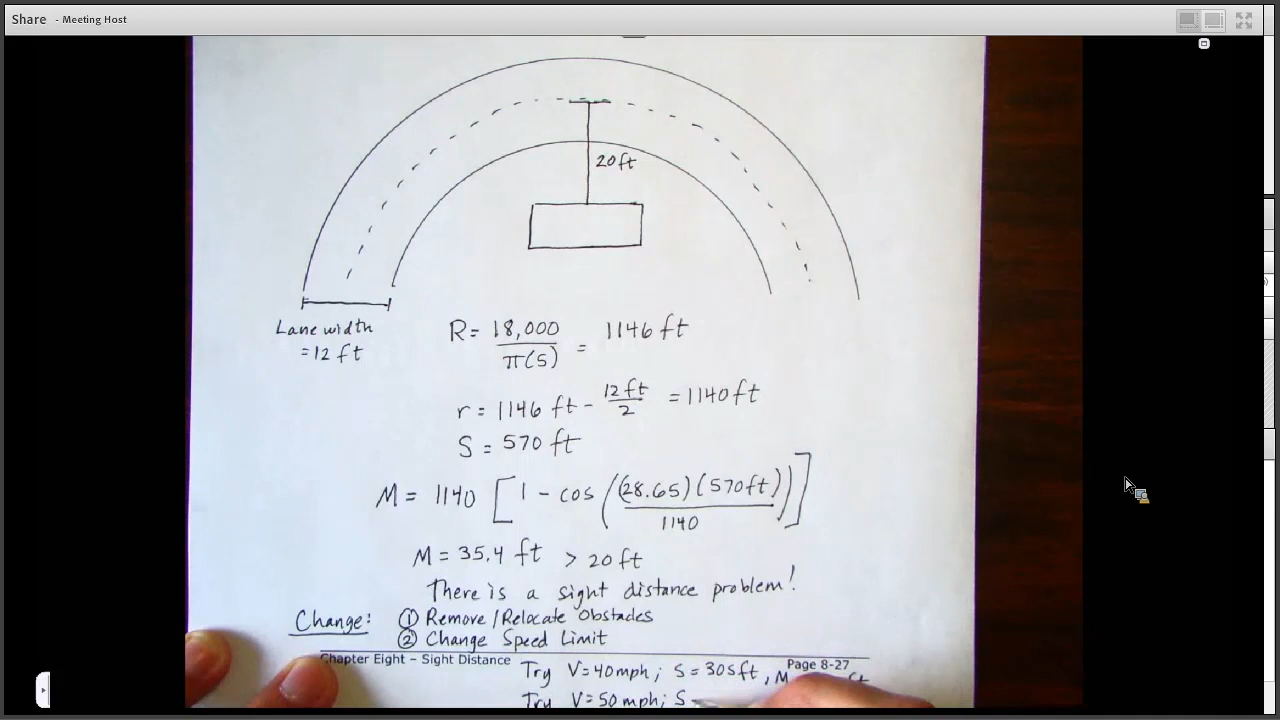 Share - Meeting Host
20ft
Lane width
= 12 ft
R = 18,000 / π(5) = 1146 ft
r = 1146 ft - 12 ft / 2 = 1140 ft
S = 570 ft
M = 1140 [ 1 - cos ( (28.65)(570ft) / 1140 ) ]
M = 35.4 ft > 20 ft
There is a sight distance problem!
Change: ① Remove/Relocate Obstacles
② Change Speed Limit
Chapter Eight – Sight Distance Page 8-27
Try V=40mph; S = 305ft, M
Try V=50mph; S